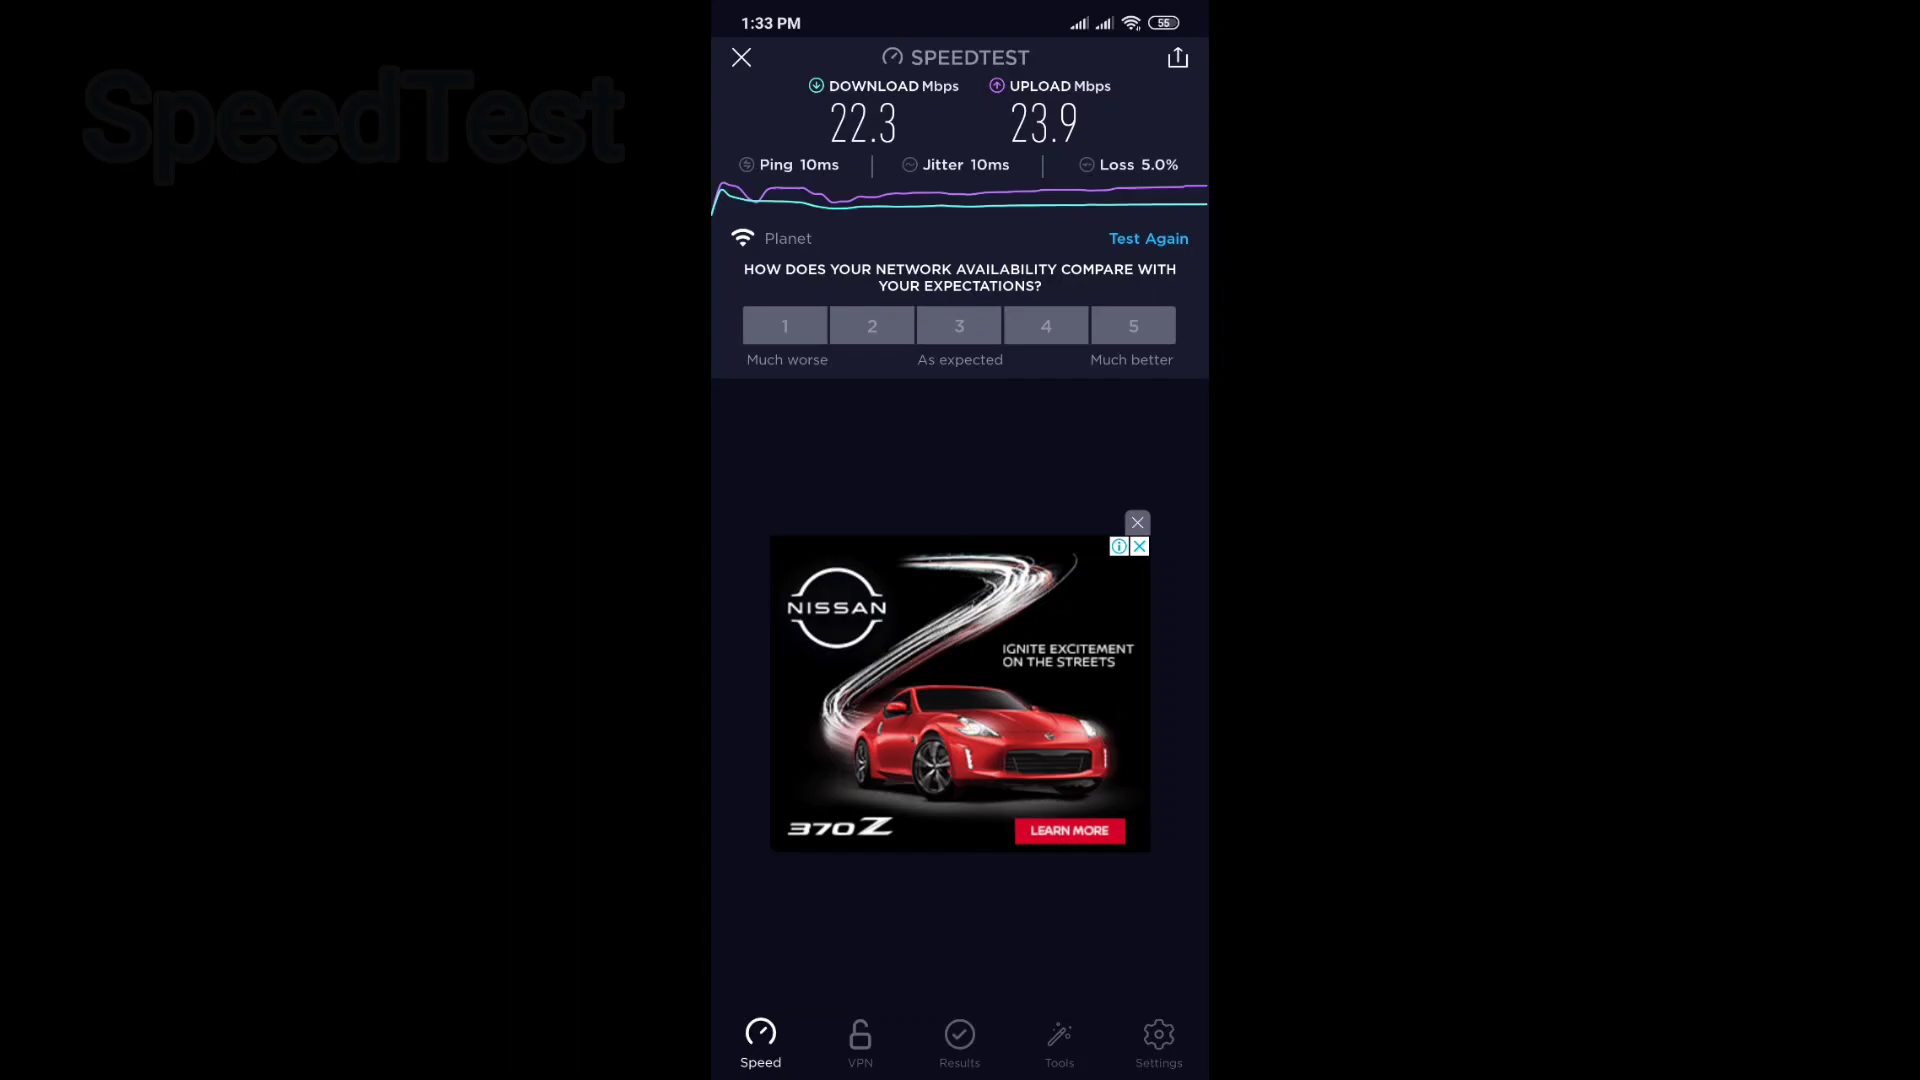 1:33 PM
55
SpeedTest
SPEEDTEST
DOWNLOAD Mbps
UPLOAD Mbps
22.3
23.9
Ping 10ms
Jitter 10ms
Loss 5.0%
Planet
Test Again
HOW DOES YOUR NETWORK AVAILABILITY COMPARE WITH
YOUR EXPECTATIONS?
1
2
3
4
5
Much worse
As expected
Much better
NISSAN
IGNITE EXCITEMENT
ON THE STREETS
370Z
LEARN MORE
Speed
VPN
Results
Tools
Settings